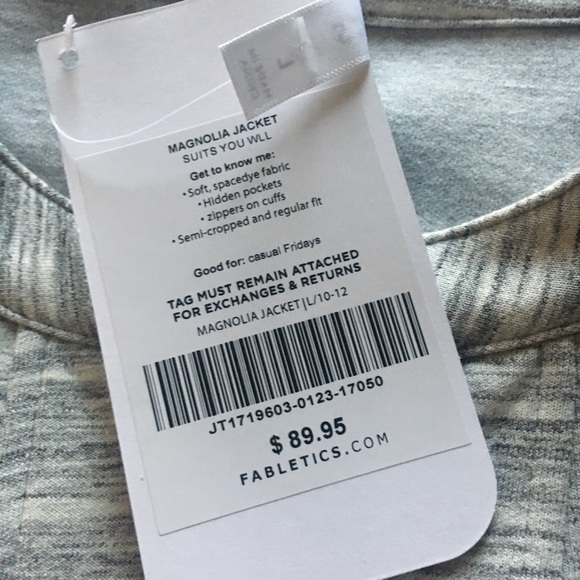 MAGNOLIA JACKET
SUITS YOU WLL
Get to know me:
• Soft, spacedye fabric
• Hidden pockets
• zippers on cuffs
• Semi-cropped and regular fit
Good for: casual Fridays
TAG MUST REMAIN ATTACHED
FOR EXCHANGES & RETURNS
MAGNOLIA JACKET|L/10-12
JT1719603-0123-17050
$ 89.95
FABLETICS.COM